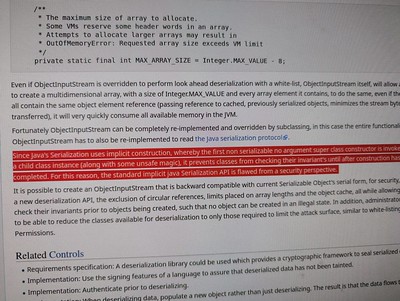 /**
* The maximum size of array to allocate.
* Some VMs reserve some header words in an array.
* Attempts to allocate larger arrays may result in
* OutOfMemoryError: Requested array size exceeds VM limit
*/
private static final int MAX_ARRAY_SIZE = Integer.MAX_VALUE - 8;
Even if ObjectInputStream is overridden to perform look ahead deserialization with a white-list, ObjectInputStream itself, will allow a
to create a multidimensional array, with a size of Integer.MAX_VALUE and every array element it contains, to do the same, even if the
all contain the same object element reference (passing reference to cached, previously serialized objects, minimizes the stream byte
transferred), it will very quickly consume all available memory in the JVM.
Fortunately ObjectInputStream can be completely re-implemented and overridden by subclassing, in this case the entire functionali
ObjectInputStream has to also be re-implemented to read the java serialization protocol.
Since Java's Serialization uses implicit construction, whereby the first non serializable no argument super class constructor is invoke
a child class instance (along with some unsafe magic), it prevents classes from checking their invariant's until after construction has
completed. For this reason, the standard implicit java Serialization API is flawed from a security perspective.
It is possible to create an ObjectInputStream that is backward compatible with current Serializable Object's serial form, for security,
a new deserialization API, the exclusion of circular references, limits placed on array lengths and the object cache, all while allowing
check their invariants prior to objects being created, such that no object can be created in an illegal state. In addition, administrator
to be able to reduce the classes available for deserialization to only those required to limit the attack surface, similar to white-listing
Permissions.
Related Controls
• Requirements specification: A deserialization library could be used which provides a cryptographic framework to seal serialized
• Implementation: Use the signing features of a language to assure that deserialized data has not been tainted.
• Implementation: Authenticate prior to deserializing.
When deserializing data, populate a new object rather than just deserializing. The result is that the data flows t